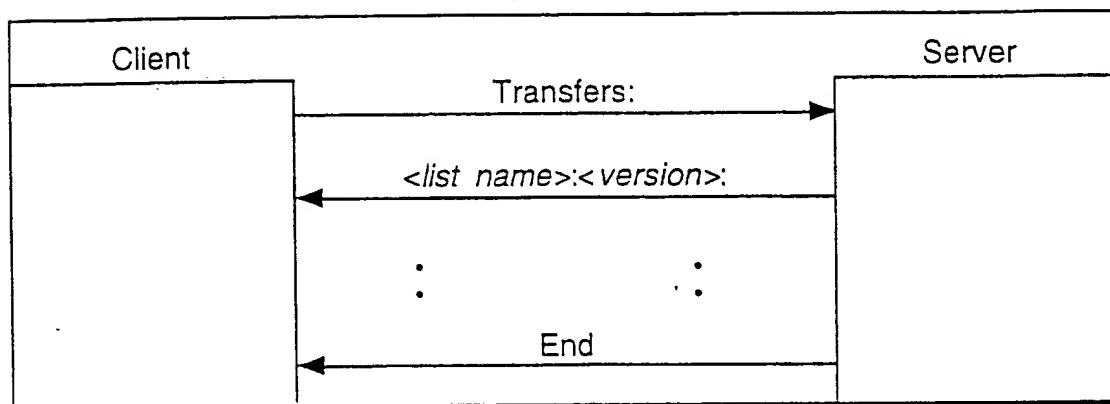 Client
Server
Transfers:
<list name>:<version>:
: :
End